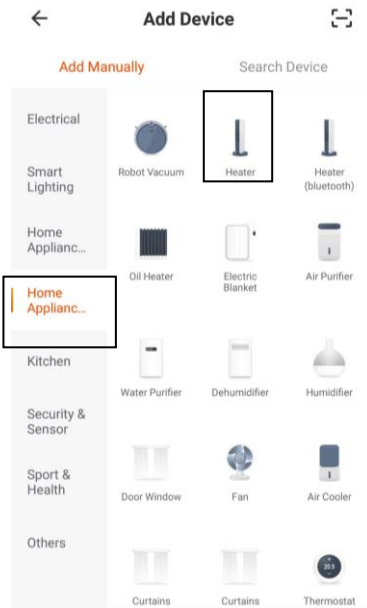 Add Device
Add Manually
Search Device
Electrical
Smart
Lighting
Home
Applianc...
Home
Applianc...
Kitchen
Security &
Sensor
Sport &
Health
Others
Robot Vacuum
Heater
Heater
(bluetooth)
Oil Heater
Electric
Blanket
Air Purifier
Water Purifier
Dehumidifier
Humidifier
Door Window
Fan
Air Cooler
Curtains
Curtains
Thermostat